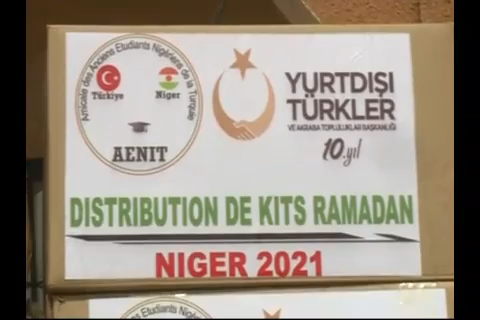 Amicale des Anciens Etudiants Nigériens de la Turquie
Türkiye
Niger
AENIT
YURTDIŞI
TÜRKLER
VE AKRABA TOPLULUKLAR BAŞKANLIĞI
10.yıl
DISTRIBUTION DE KITS RAMADAN
NIGER 2021